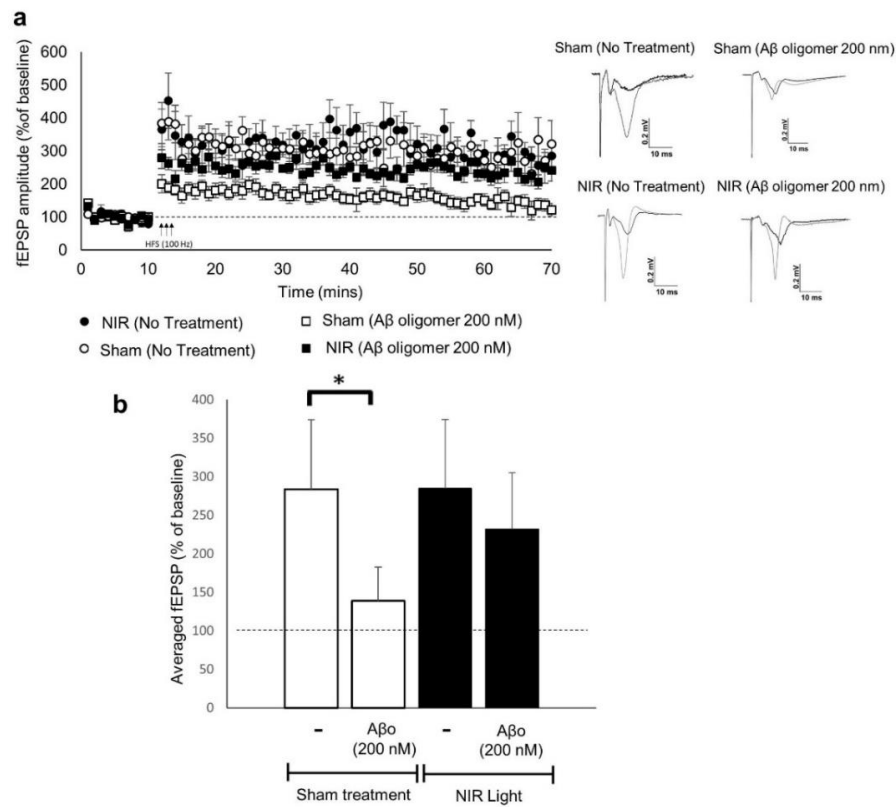 a
fEPSP amplitude (%of baseline)
600
500
400
300
200
100
0
HFS (100 Hz)
0 10 20 30 40 50 60 70
Time (mins)
NIR (No Treatment)
Sham (No Treatment)
Sham (Aβ oligomer 200 nM)
NIR (Aβ oligomer 200 nM)
Sham (No Treatment)
0.2 mV
10 ms
Sham (Aβ oligomer 200 nm)
0.2 mV
10 ms
NIR (No Treatment)
0.2 mV
10 ms
NIR (Aβ oligomer 200 nm)
0.2 mV
10 ms
b
Averaged fEPSP (% of baseline)
400
350
300
250
200
150
100
50
0
*
- Aβo - Aβo
(200 nM) (200 nM)
Sham treatment NIR Light